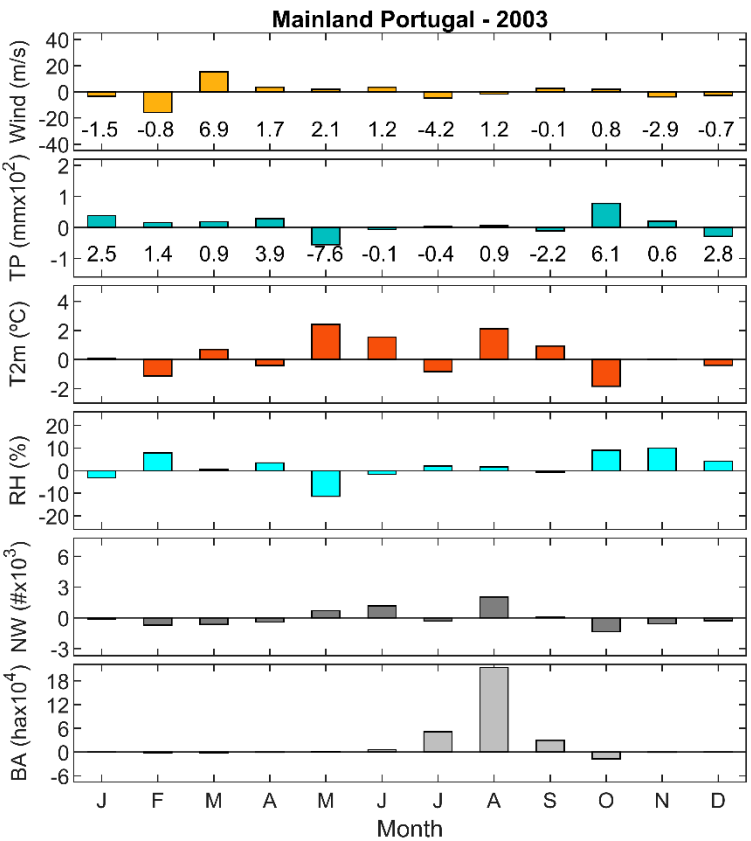 Mainland Portugal - 2003
Wind (m/s)
40
20
0
-20
-40
-1.5 -0.8 6.9 1.7 2.1 1.2 -4.2 1.2 -0.1 0.8 -2.9 -0.7
TP (mmx10²)
2
1
0
-1
2.5 1.4 0.9 3.9 -7.6 -0.1 -0.4 0.9 -2.2 6.1 0.6 2.8
T2m (ºC)
4
2
0
-2
RH (%)
20
10
0
-10
-20
NW (#x10³)
6
3
0
-3
BA (hax10⁴)
18
12
6
0
-6
J F M A M J J A S O N D
Month